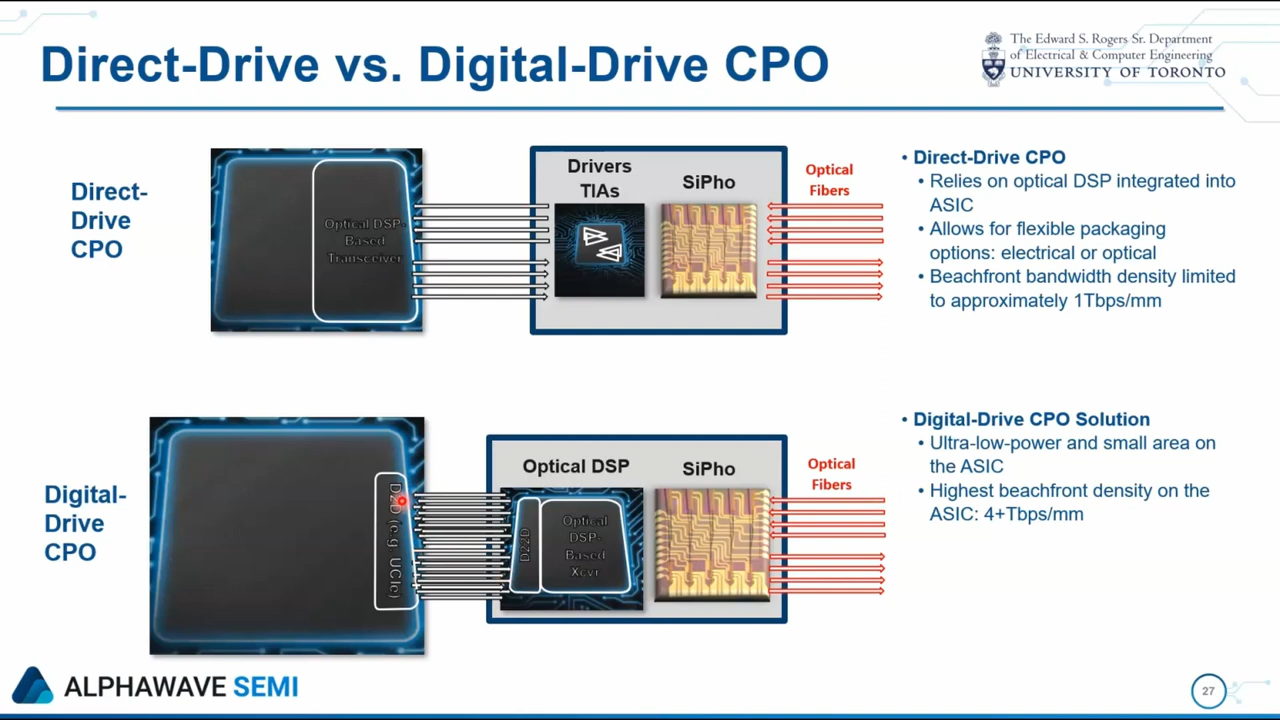 Direct-Drive vs. Digital-Drive CPO
The Edward S. Rogers Sr. Department
of Electrical & Computer Engineering
UNIVERSITY OF TORONTO
Direct-
Drive
CPO
Optical DSP-
Based
Transceiver
Drivers
TIAs
SiPho
Optical
Fibers
• Direct-Drive CPO
• Relies on optical DSP integrated into
ASIC
• Allows for flexible packaging
options: electrical or optical
• Beachfront bandwidth density limited
to approximately 1Tbps/mm
Digital-
Drive
CPO
D2D (e.g. UCIe)
Optical DSP
D22D
Optical
DSP-
Based
Xcvr
SiPho
Optical
Fibers
• Digital-Drive CPO Solution
• Ultra-low-power and small area on
the ASIC
• Highest beachfront density on the
ASIC: 4+Tbps/mm
ALPHAWAVE SEMI
27